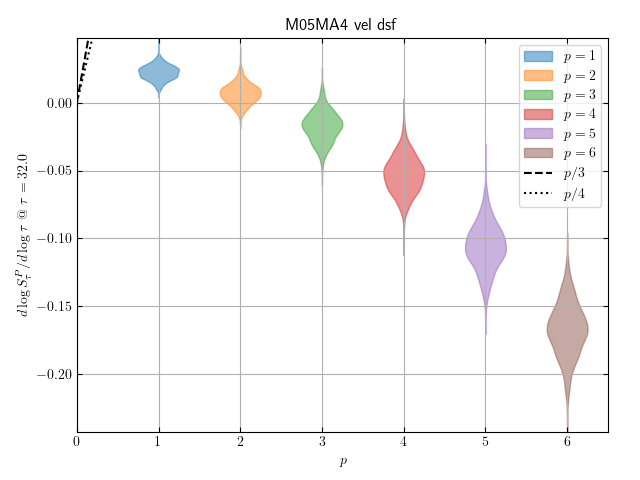 M05MA4 vel dsf
d log S_τ^P / d log τ @ τ = 32.0
0.00
−0.05
−0.10
−0.15
−0.20
0 1 2 3 4 5 6
p
p = 1
p = 2
p = 3
p = 4
p = 5
p = 6
p/3
p/4